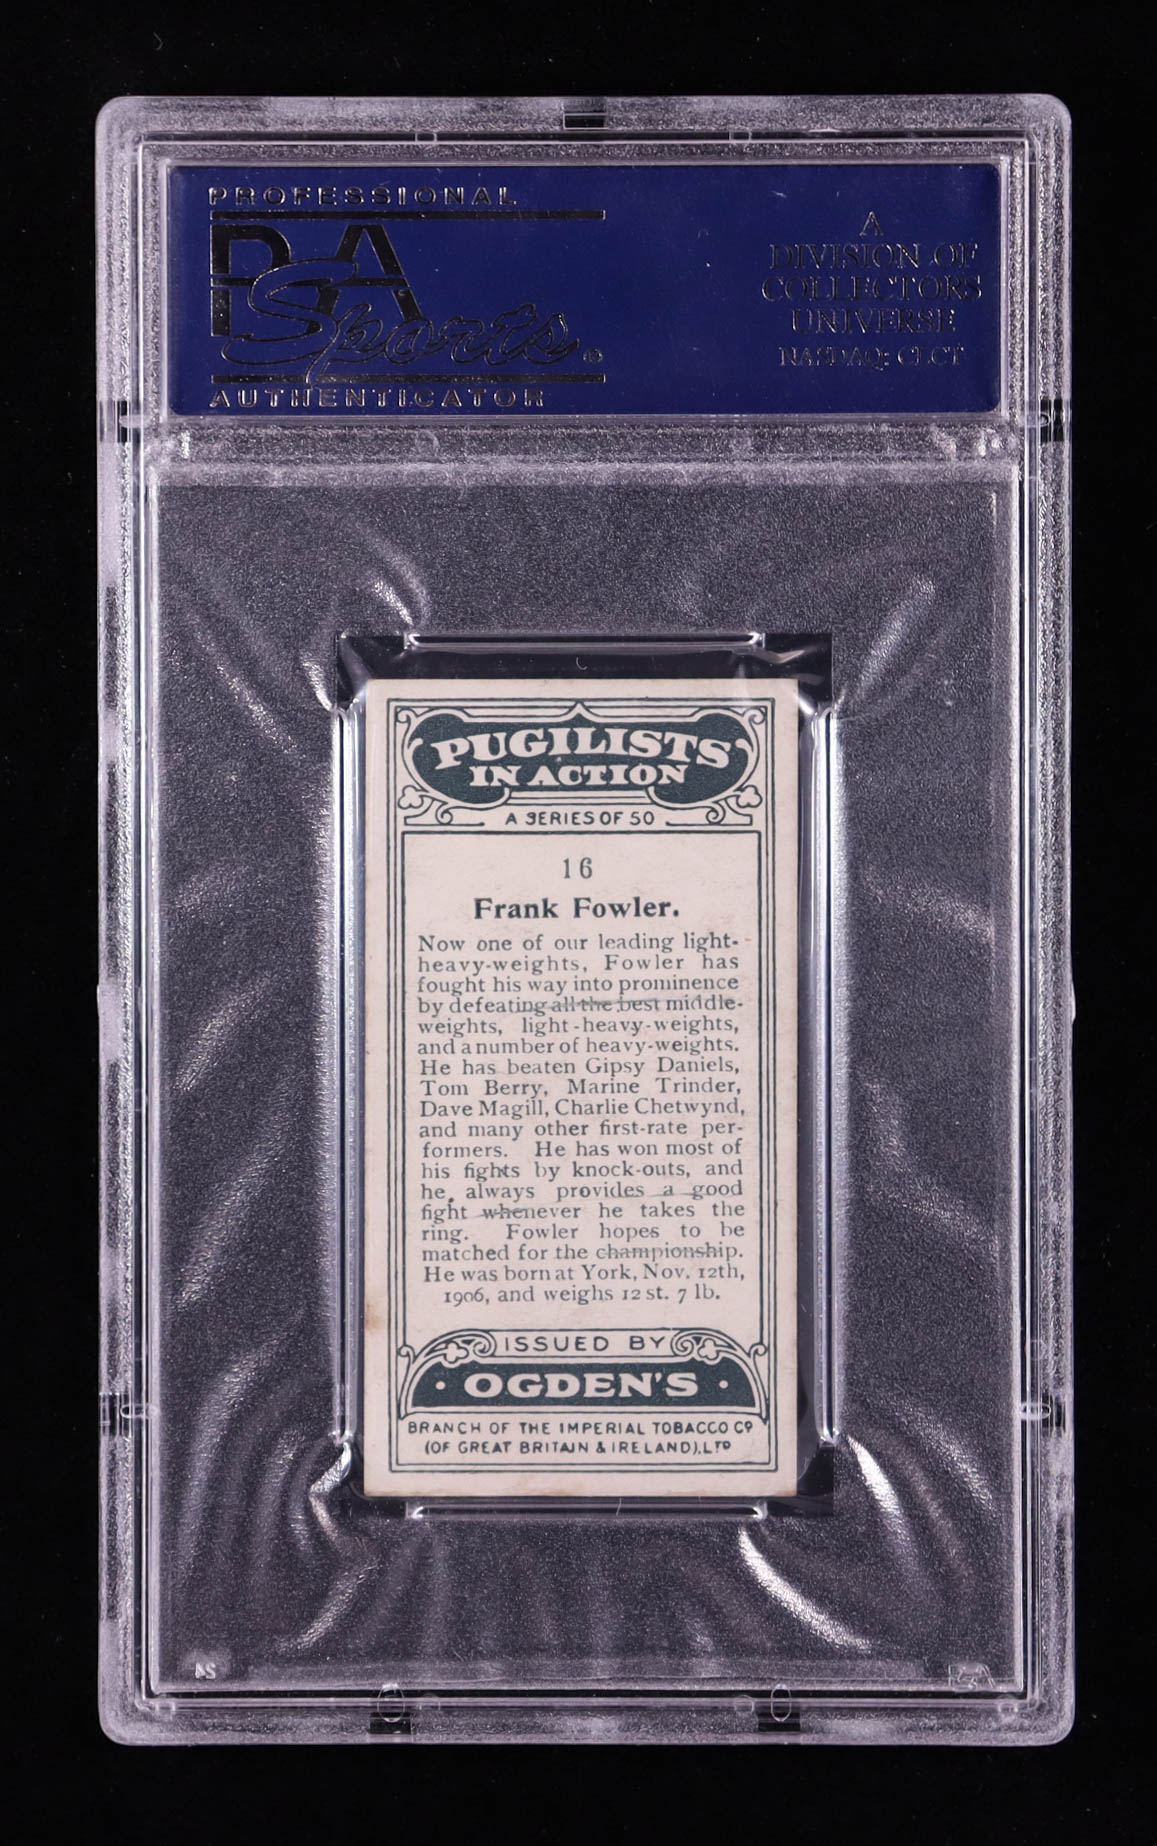 PROFESSIONAL
PSA
Sports ®
AUTHENTICATOR
A
DIVISION OF
COLLECTORS
UNIVERSE
NASDAQ: CLCT
PUGILISTS
IN ACTION
A SERIES OF 50
16
Frank Fowler.
Now one of our leading light-
heavy-weights, Fowler has
fought his way into prominence
by defeating all the best middle-
weights, light-heavy-weights,
and a number of heavy-weights.
He has beaten Gipsy Daniels,
Tom Berry, Marine Trinder,
Dave Magill, Charlie Chetwynd,
and many other first-rate per-
formers. He has won most of
his fights by knock-outs, and
he always provides a good
fight whenever he takes the
ring. Fowler hopes to be
matched for the championship.
He was born at York, Nov. 12th,
1906, and weighs 12 st. 7 lb.
ISSUED BY
· OGDEN'S ·
BRANCH OF THE IMPERIAL TOBACCO CO
(OF GREAT BRITAIN & IRELAND), LTD